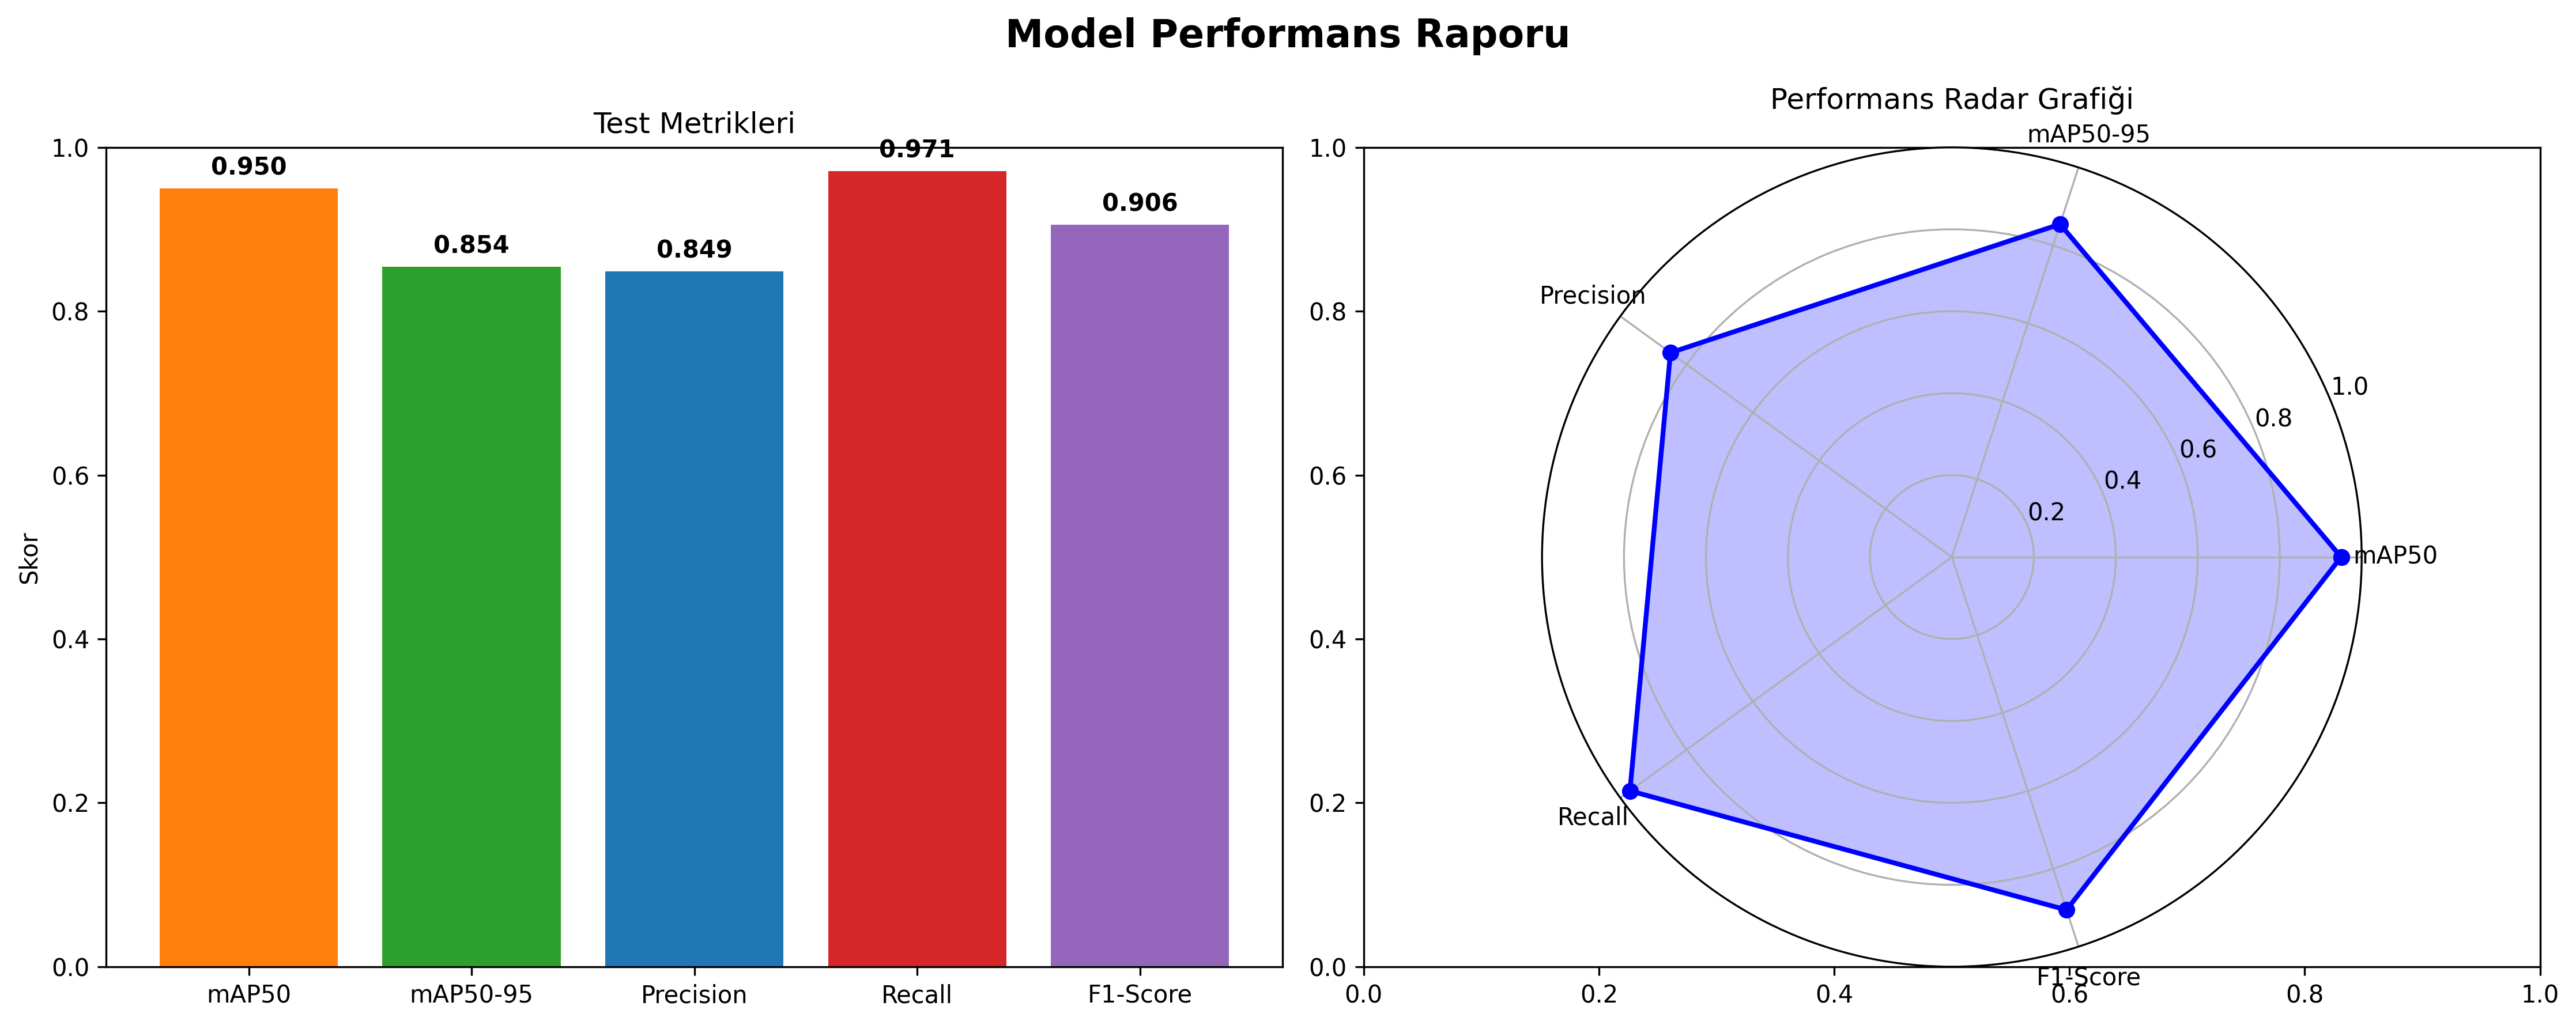 Model Performans Raporu
Test Metrikleri
Skor
1.0
0.8
0.6
0.4
0.2
0.0
0.950
0.854
0.849
0.971
0.906
mAP50
mAP50-95
Precision
Recall
F1-Score
Performans Radar Grafiği
1.0
0.8
0.6
0.4
0.2
0.0
mAP50-95
Precision
1.0
0.8
0.6
0.4
0.2
mAP50
Recall
F1-Score
0.0
0.2
0.4
0.6
0.8
1.0